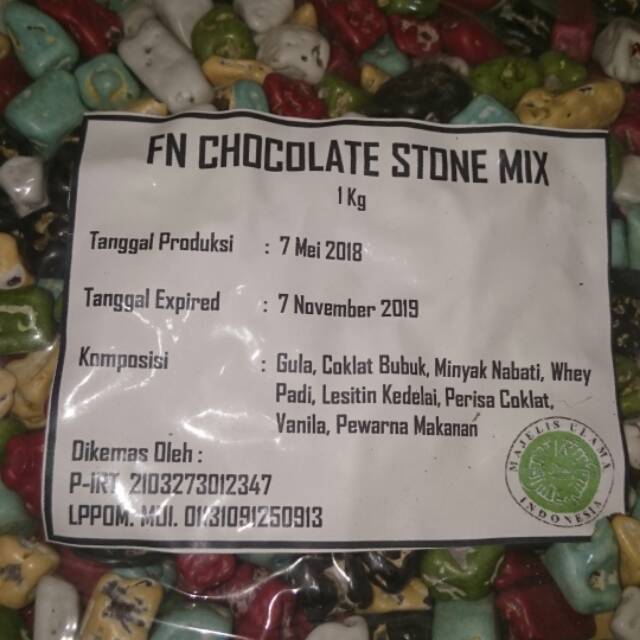 FN CHOCOLATE STONE MIX
1 Kg
Tanggal Produksi : 7 Mei 2018
Tanggal Expired : 7 November 2019
Komposisi : Gula, Coklat Bubuk, Minyak Nabati, Whey
Padi, Lesitin Kedelai, Perisa Coklat,
Vanila, Pewarna Makanan
Dikemas Oleh :
P-IRT 2103273012347
LPPOM. MUI. 01131091250913
MAJELIS ULAMA
INDONESIA